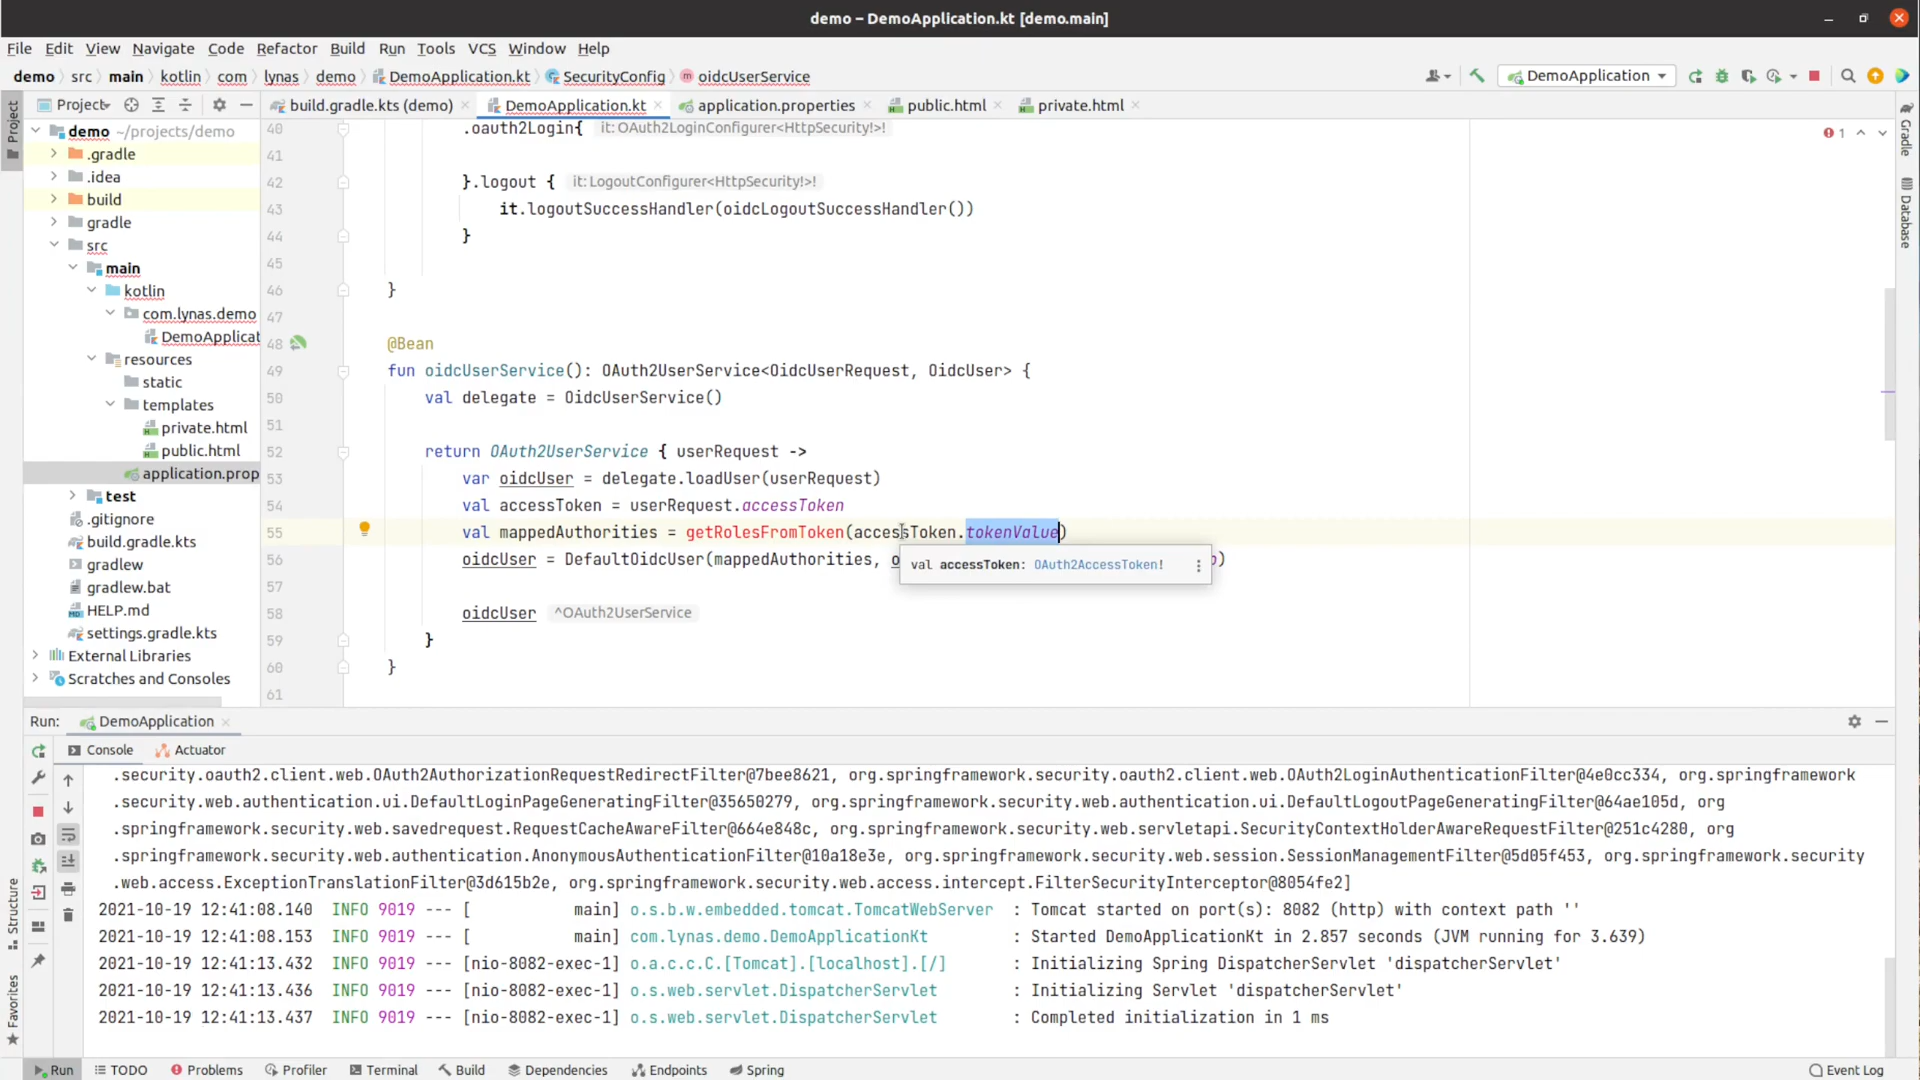 demo – DemoApplication.kt [demo.main]
File Edit View Navigate Code Refactor Build Run Tools VCS Window Help
demo src main kotlin com lynas demo DemoApplication.kt SecurityConfig oidcUserService
DemoApplication
Project
build.gradle.kts (demo) DemoApplication.kt application.properties public.html private.html
Project
Structure
Favorites
Gradle
Database
demo ~/projects/demo
.gradle
.idea
build
gradle
src
main
kotlin
com.lynas.demo
DemoApplicat
resources
static
templates
private.html
public.html
application.prop
test
.gitignore
build.gradle.kts
gradlew
gradlew.bat
HELP.md
settings.gradle.kts
External Libraries
Scratches and Consoles
1
40 .oauth2Login{ it:OAuth2LoginConfigurer<HttpSecurity!>!
41
42 }.logout { it:LogoutConfigurer<HttpSecurity!>!
43 it.logoutSuccessHandler(oidcLogoutSuccessHandler())
44 }
45
46 }
47
48 @Bean
49 fun oidcUserService(): OAuth2UserService<OidcUserRequest, OidcUser> {
50 val delegate = OidcUserService()
51
52 return OAuth2UserService { userRequest ->
53 var oidcUser = delegate.loadUser(userRequest)
54 val accessToken = userRequest.accessToken
55 val mappedAuthorities = getRolesFromToken(accessToken.tokenValue)
56 oidcUser = DefaultOidcUser(mappedAuthorities, o )
val accessToken: OAuth2AccessToken!
57
58 oidcUser ^OAuth2UserService
59 }
60 }
61
Run: DemoApplication
Console Actuator
.security.oauth2.client.web.OAuth2AuthorizationRequestRedirectFilter@7bee8621, org.springframework.security.oauth2.client.web.OAuth2LoginAuthenticationFilter@4e0cc334, org.springframework
.security.web.authentication.ui.DefaultLoginPageGeneratingFilter@35650279, org.springframework.security.web.authentication.ui.DefaultLogoutPageGeneratingFilter@64ae105d, org
.springframework.security.web.savedrequest.RequestCacheAwareFilter@664e848c, org.springframework.security.web.servletapi.SecurityContextHolderAwareRequestFilter@251c4280, org
.springframework.security.web.authentication.AnonymousAuthenticationFilter@10a18e3e, org.springframework.security.web.session.SessionManagementFilter@5d05f453, org.springframework.security
.web.access.ExceptionTranslationFilter@3d615b2e, org.springframework.security.web.access.intercept.FilterSecurityInterceptor@8054fe2]
2021-10-19 12:41:08.140 INFO 9019 --- [ main] o.s.b.w.embedded.tomcat.TomcatWebServer : Tomcat started on port(s): 8082 (http) with context path ''
2021-10-19 12:41:08.153 INFO 9019 --- [ main] com.lynas.demo.DemoApplicationKt : Started DemoApplicationKt in 2.857 seconds (JVM running for 3.639)
2021-10-19 12:41:13.432 INFO 9019 --- [nio-8082-exec-1] o.a.c.c.C.[Tomcat].[localhost].[/] : Initializing Spring DispatcherServlet 'dispatcherServlet'
2021-10-19 12:41:13.436 INFO 9019 --- [nio-8082-exec-1] o.s.web.servlet.DispatcherServlet : Initializing Servlet 'dispatcherServlet'
2021-10-19 12:41:13.437 INFO 9019 --- [nio-8082-exec-1] o.s.web.servlet.DispatcherServlet : Completed initialization in 1 ms
Run TODO Problems Profiler Terminal Build Dependencies Endpoints Spring Event Log